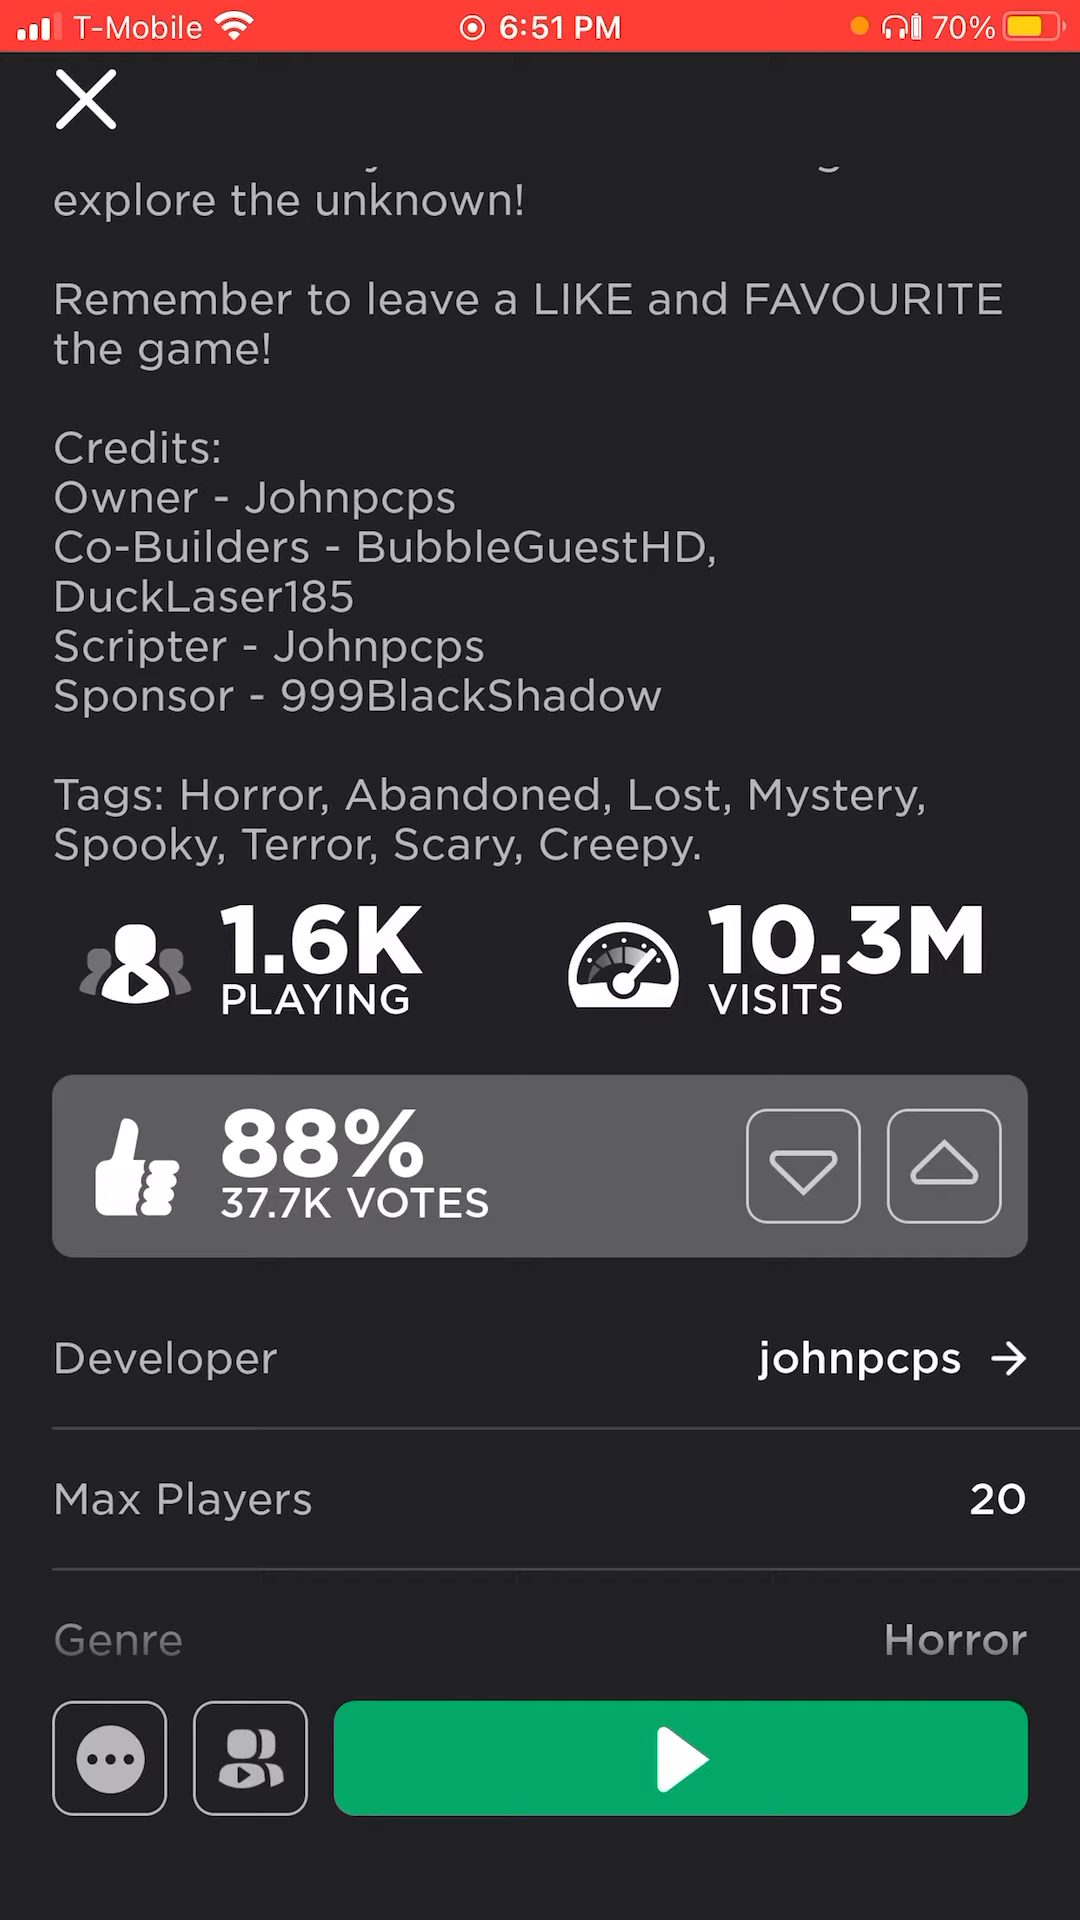 T-Mobile 6:51 PM 70%
explore the unknown!
Remember to leave a LIKE and FAVOURITE
the game!
Credits:
Owner - Johnpcps
Co-Builders - BubbleGuestHD,
DuckLaser185
Scripter - Johnpcps
Sponsor - 999BlackShadow
Tags: Horror, Abandoned, Lost, Mystery,
Spooky, Terror, Scary, Creepy.
1.6K 10.3M
PLAYING VISITS
88%
37.7K VOTES
Developer johnpcps
Max Players 20
Genre Horror